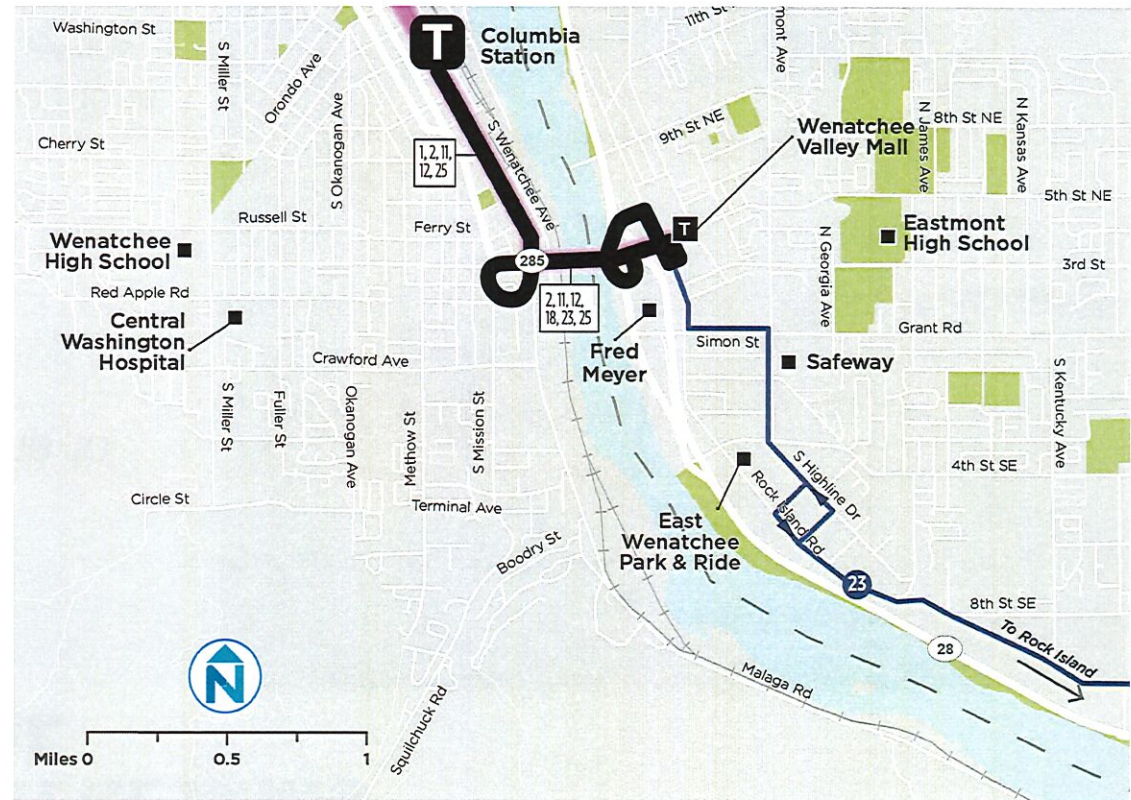 Washington St
S Miller St
Orondo Ave
S Okanogan Ave
Cherry St
T
Columbia
Station
S Wenatchee Ave
1, 2, 11,
12, 25
Russell St
Ferry St
Wenatchee
High School
Red Apple Rd
Central
Washington
Hospital
285
2, 11, 12,
18, 23, 25
11th St
mont Ave
9th St NE
Wenatchee
Valley Mall
T
N James Ave
8th St NE
N Kansas Ave
5th St NE
Eastmont
High School
N Georgia Ave
3rd St
Grant Rd
Simon St
Fred
Meyer
Safeway
Crawford Ave
S Miller St
Fuller St
Okanogan Ave
Methow St
S Mission St
S Kentucky Ave
4th St SE
S Highline Dr
Rock Island Rd
Circle St
Terminal Ave
East
Wenatchee
Park & Ride
Boodry St
23
8th St SE
To Rock Island
28
Malaga Rd
Squilchuck Rd
N
Miles 0 0.5 1